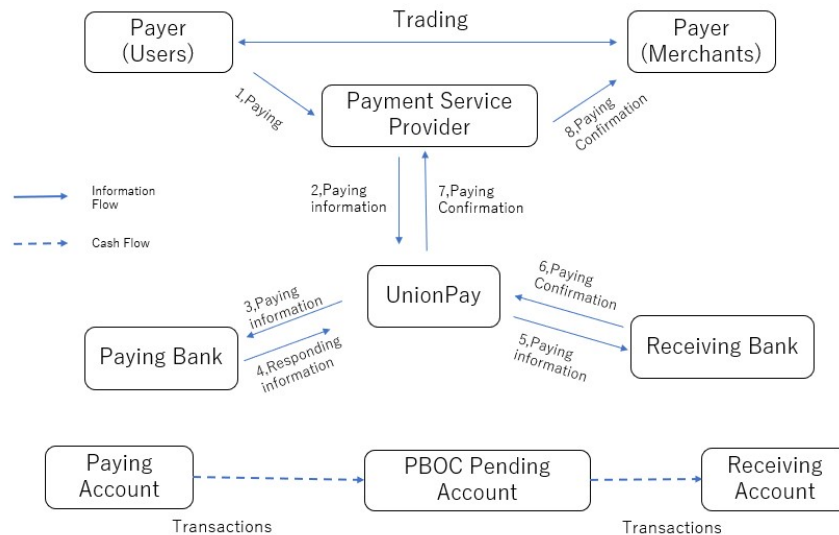 Trading
Payer
(Users)
Payer
(Merchants)
1,Paying
Payment Service
Provider
8,Paying
Confirmation
2,Paying
information
7,Paying
Confirmation
Information
Flow
Cash Flow
UnionPay
3,Paying
information
6,Paying
Confirmation
Paying Bank
4,Responding
information
5,Paying
information
Receiving Bank
Paying
Account
PBOC Pending
Account
Receiving
Account
Transactions
Transactions